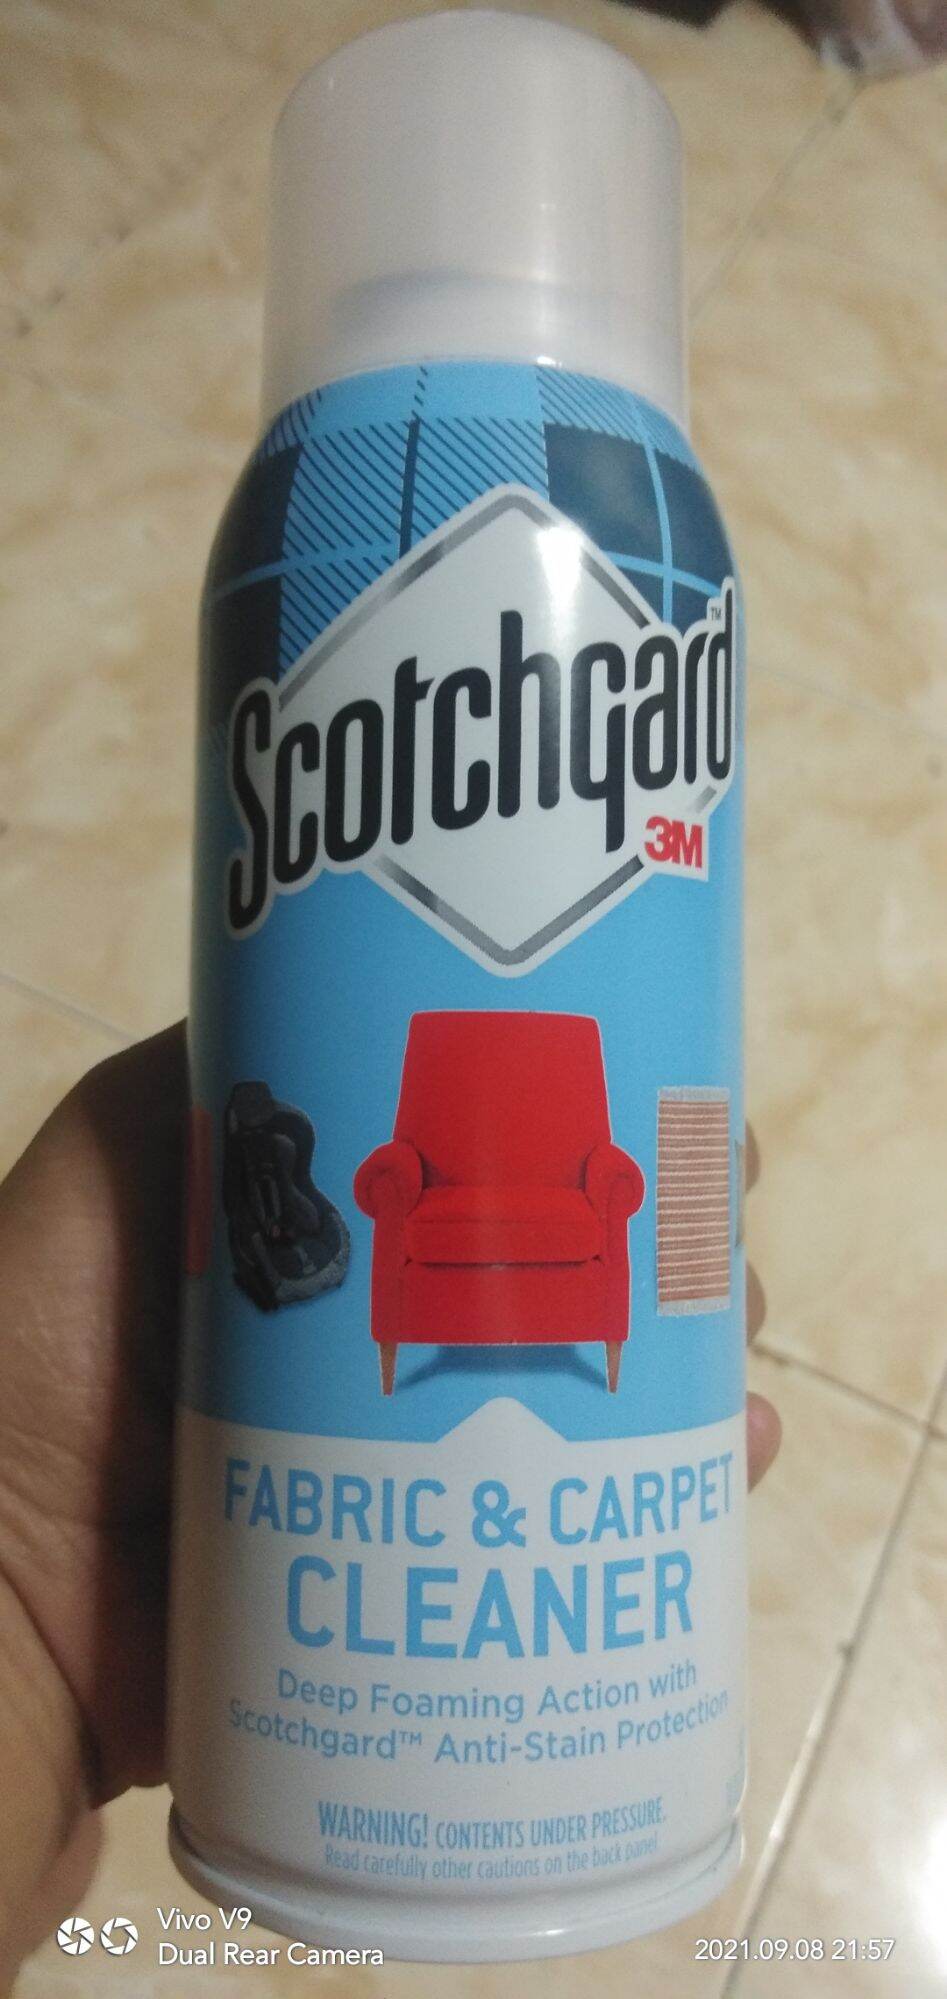 Scotchgard™
3M
FABRIC & CARPET
CLEANER
Deep Foaming Action with
Scotchgard™ Anti-Stain Protection
WARNING! CONTENTS UNDER PRESSURE.
Read carefully other cautions on the back panel.
Vivo V9
Dual Rear Camera
2021.09.08 21:57